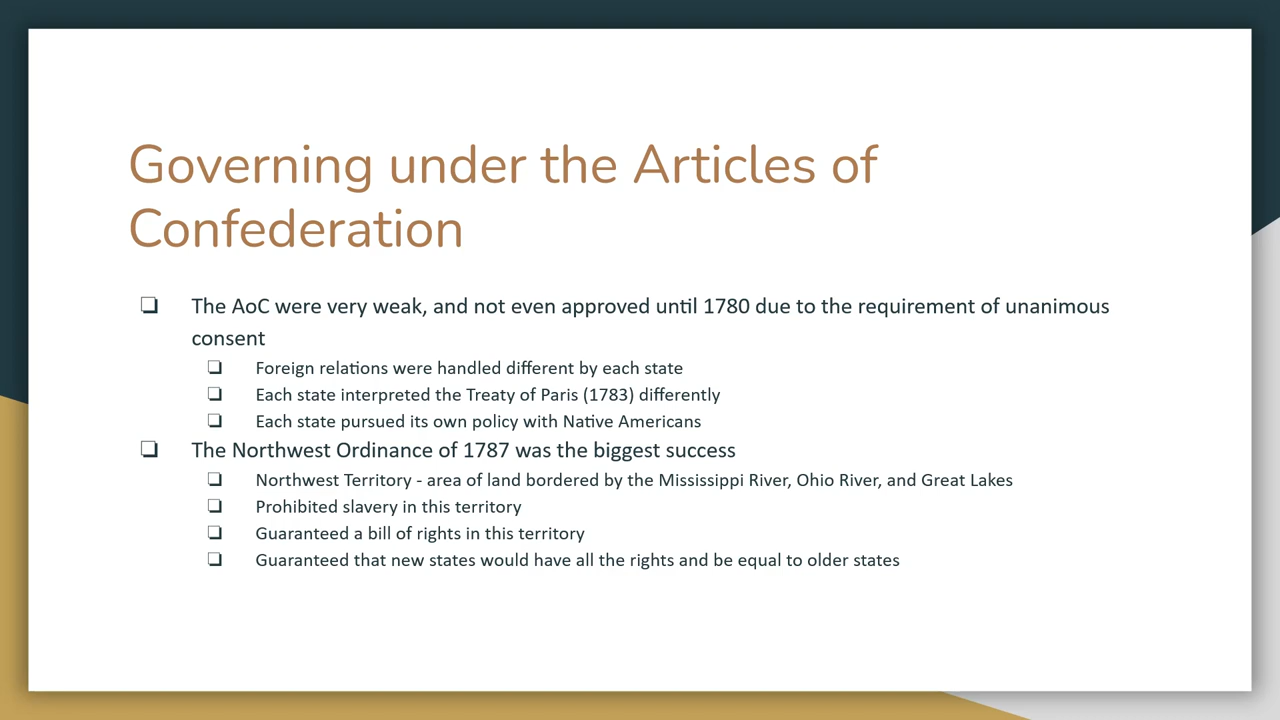 Governing under the Articles of
Confederation
❏ The AoC were very weak, and not even approved until 1780 due to the requirement of unanimous
consent
❏ Foreign relations were handled different by each state
❏ Each state interpreted the Treaty of Paris (1783) differently
❏ Each state pursued its own policy with Native Americans
❏ The Northwest Ordinance of 1787 was the biggest success
❏ Northwest Territory - area of land bordered by the Mississippi River, Ohio River, and Great Lakes
❏ Prohibited slavery in this territory
❏ Guaranteed a bill of rights in this territory
❏ Guaranteed that new states would have all the rights and be equal to older states